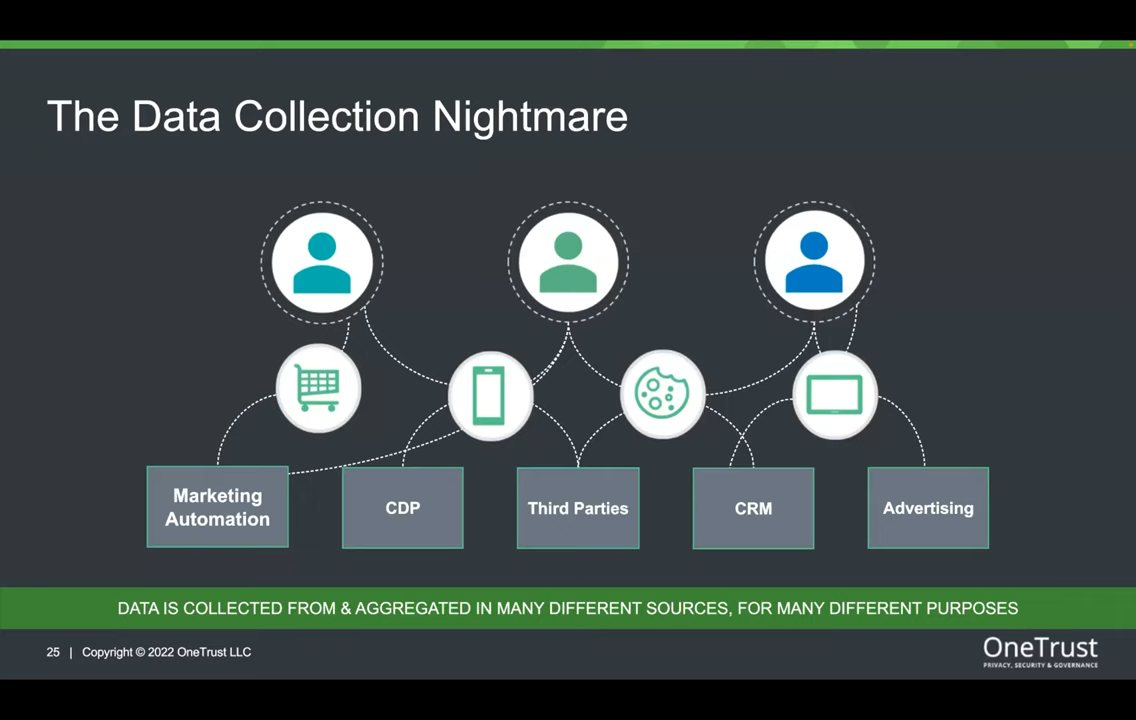 The Data Collection Nightmare
Marketing
Automation
CDP
Third Parties
CRM
Advertising
DATA IS COLLECTED FROM & AGGREGATED IN MANY DIFFERENT SOURCES, FOR MANY DIFFERENT PURPOSES
25 | Copyright © 2022 OneTrust LLC
OneTrust
PRIVACY, SECURITY & GOVERNANCE